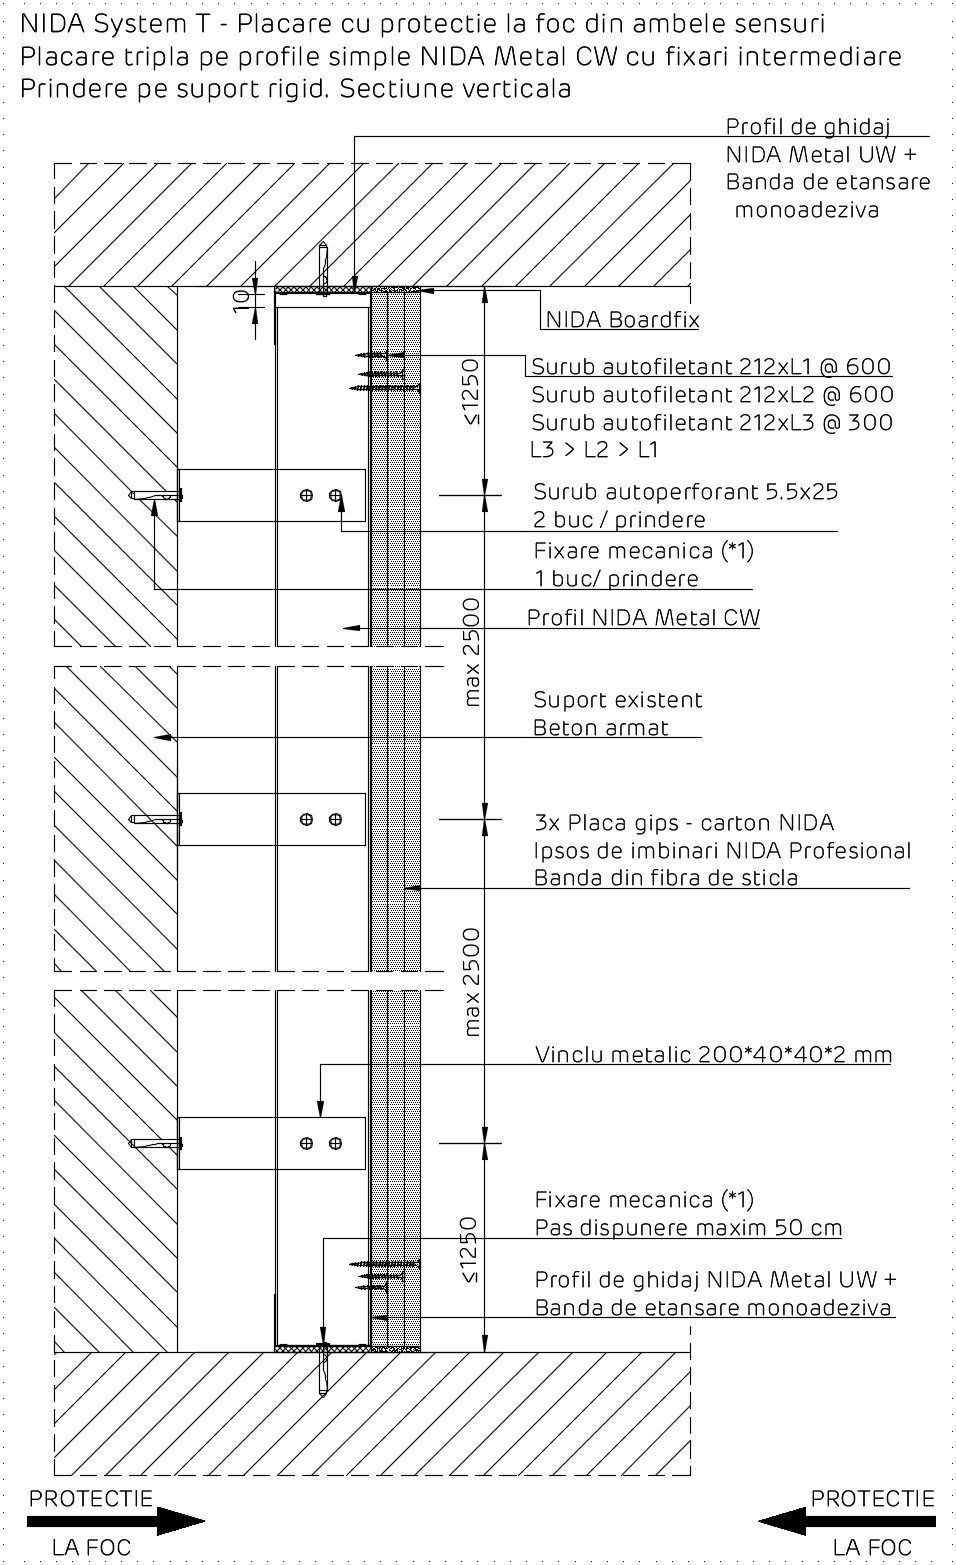 NIDA System T - Placare cu protectie la foc din ambele sensuri
Placare tripla pe profile simple NIDA Metal CW cu fixari intermediare
Prindere pe suport rigid. Sectiune verticala
Profil de ghidaj
NIDA Metal UW +
Banda de etansare
monoadeziva
10
NIDA Boardfix
≤1250
Surub autofiletant 212xL1 @ 600
Surub autofiletant 212xL2 @ 600
Surub autofiletant 212xL3 @ 300
L3 > L2 > L1
Surub autoperforant 5.5x25
2 buc / prindere
Fixare mecanica (*1)
1 buc/ prindere
Profil NIDA Metal CW
max 2500
Suport existent
Beton armat
3x Placa gips - carton NIDA
Ipsos de imbinari NIDA Profesional
Banda din fibra de sticla
max 2500
Vinclu metalic 200*40*40*2 mm
Fixare mecanica (*1)
Pas dispunere maxim 50 cm
≤1250
Profil de ghidaj NIDA Metal UW +
Banda de etansare monoadeziva
PROTECTIE
LA FOC
PROTECTIE
LA FOC